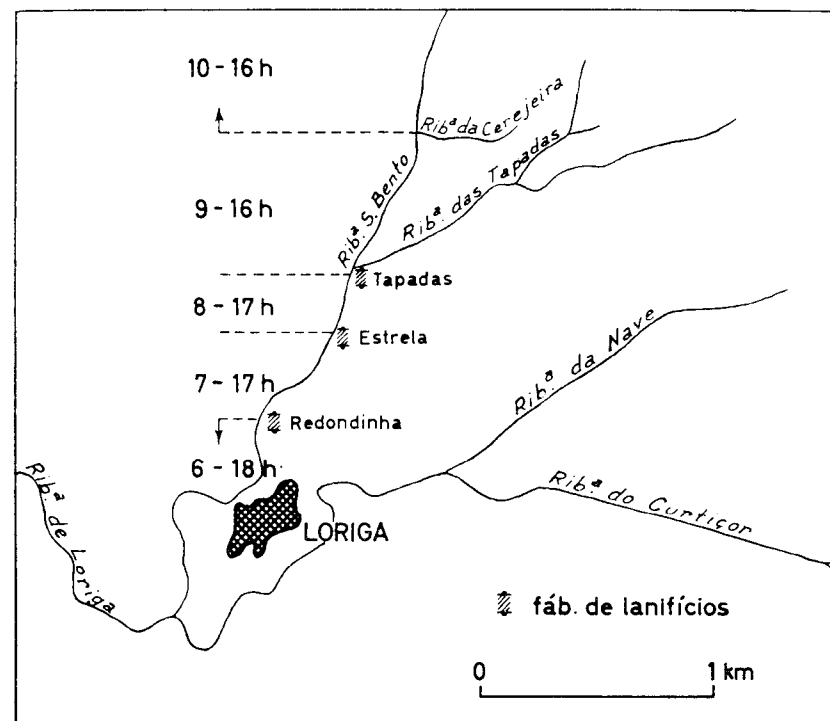 10 - 16 h
Ribª da Cerejeira
Ribª S. Bento
Ribª das Tapadas
9 - 16 h
Tapadas
8 - 17 h
Estrela
Ribª da Nave
7 - 17 h
Redondinha
6 - 18 h
Ribª de Loriga
Ribª do Curtiçor
LORIGA
fáb. de lanifícios
0 1 km